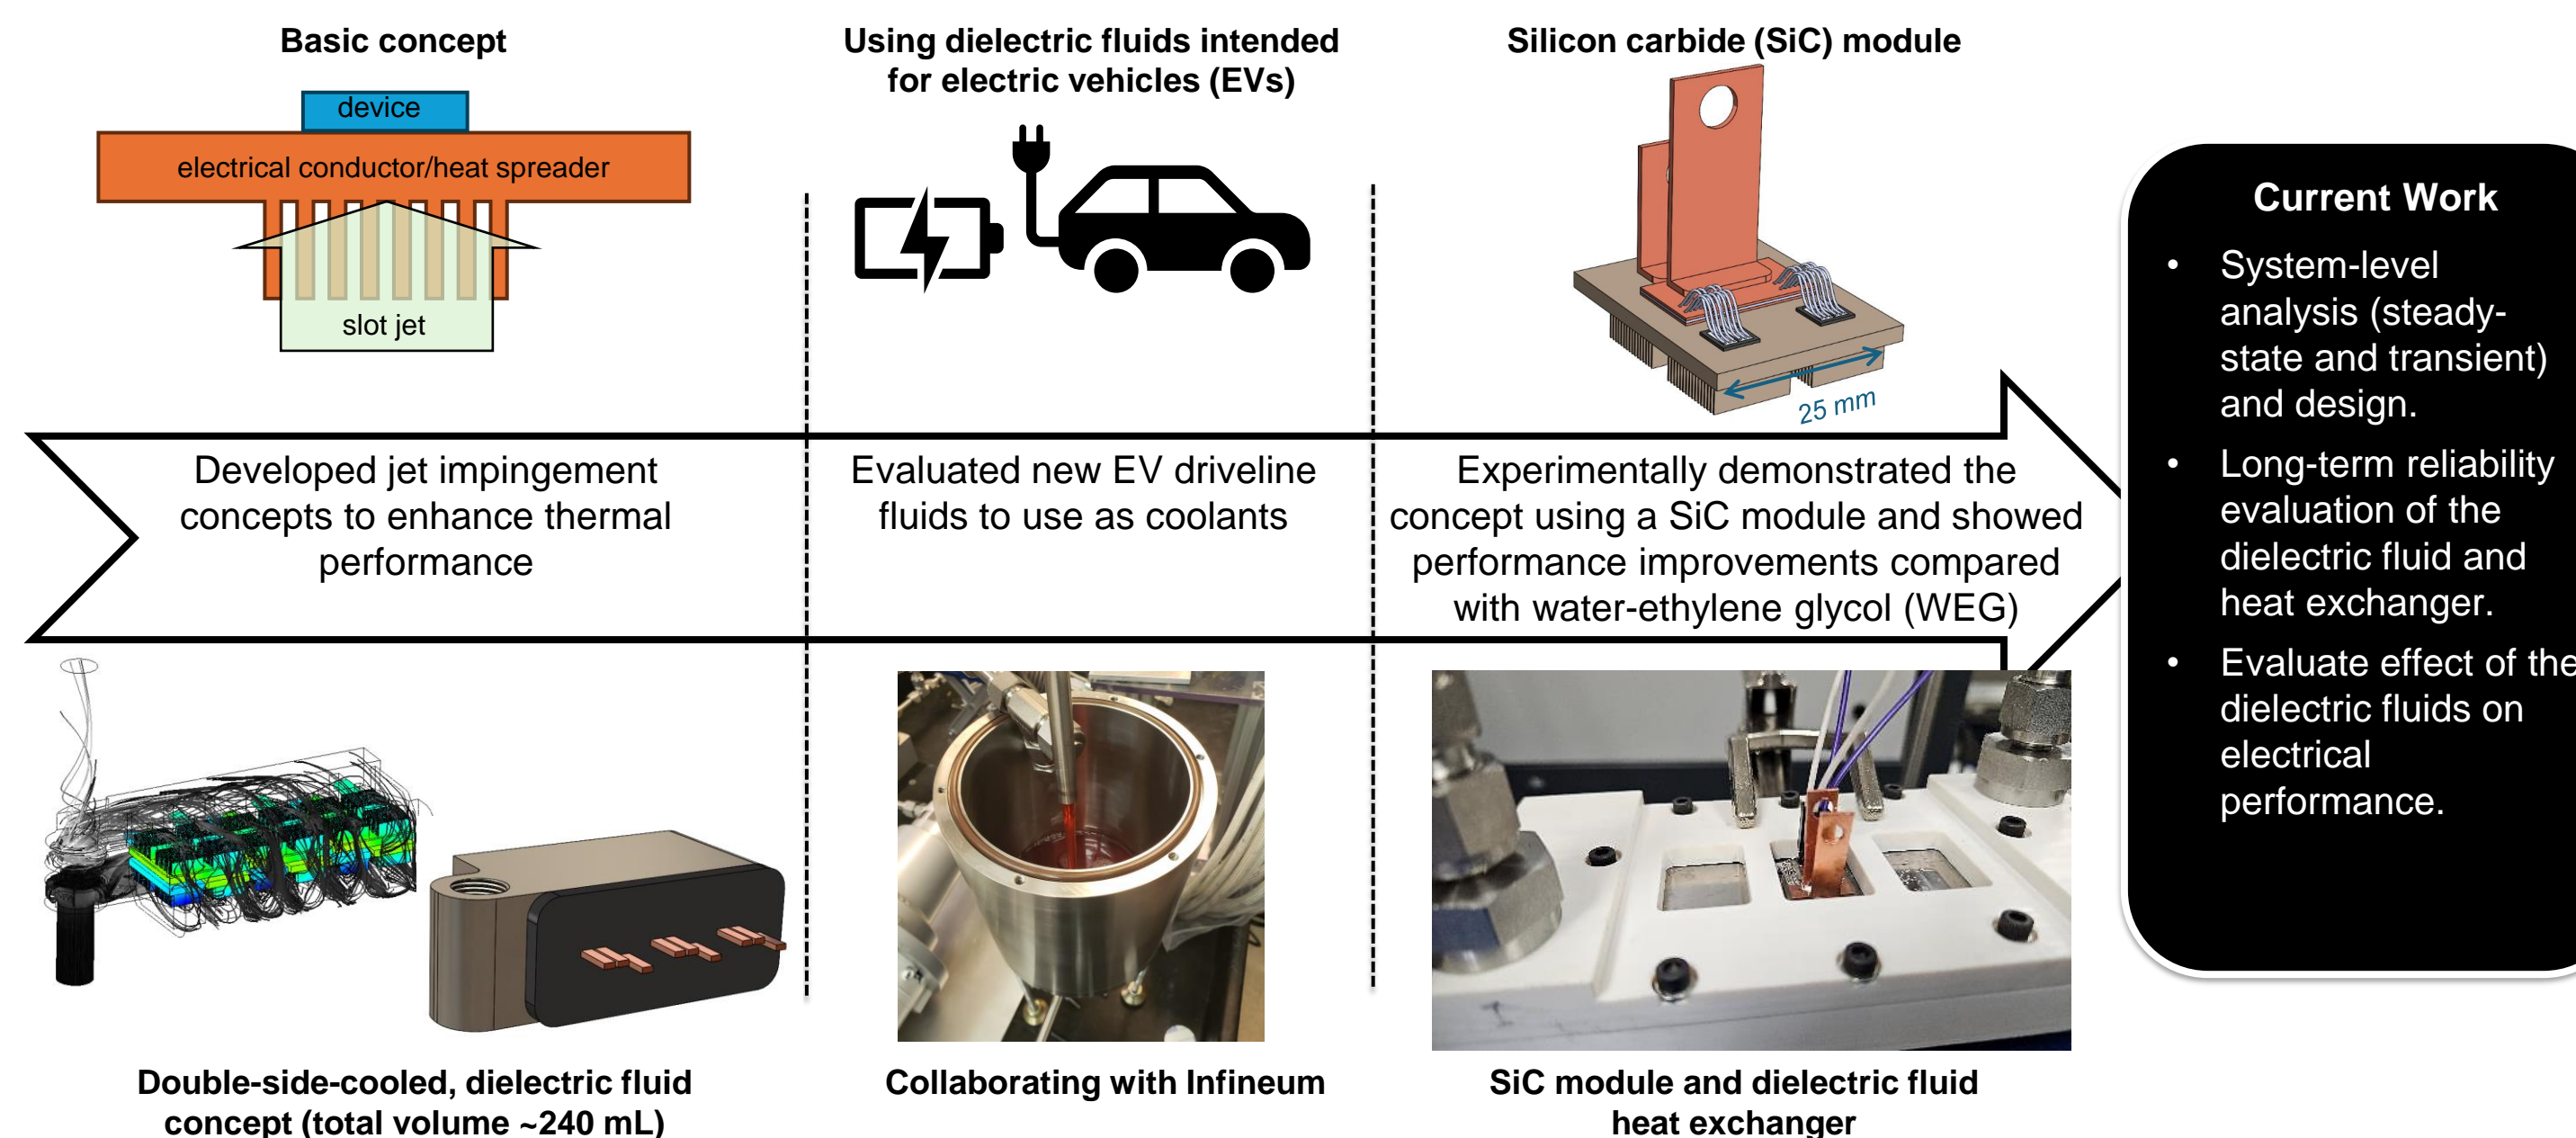 Basic concept
device
electrical conductor/heat spreader
slot jet
Using dielectric fluids intended
for electric vehicles (EVs)
Silicon carbide (SiC) module
25 mm
Developed jet impingement
concepts to enhance thermal
performance
Evaluated new EV driveline
fluids to use as coolants
Experimentally demonstrated the
concept using a SiC module and showed
performance improvements compared
with water-ethylene glycol (WEG)
Double-side-cooled, dielectric fluid
concept (total volume ~240 mL)
Collaborating with Infineum
SiC module and dielectric fluid
heat exchanger
Current Work
• System-level
analysis (steady-
state and transient)
and design.
• Long-term reliability
evaluation of the
dielectric fluid and
heat exchanger.
• Evaluate effect of the
dielectric fluids on
electrical
performance.